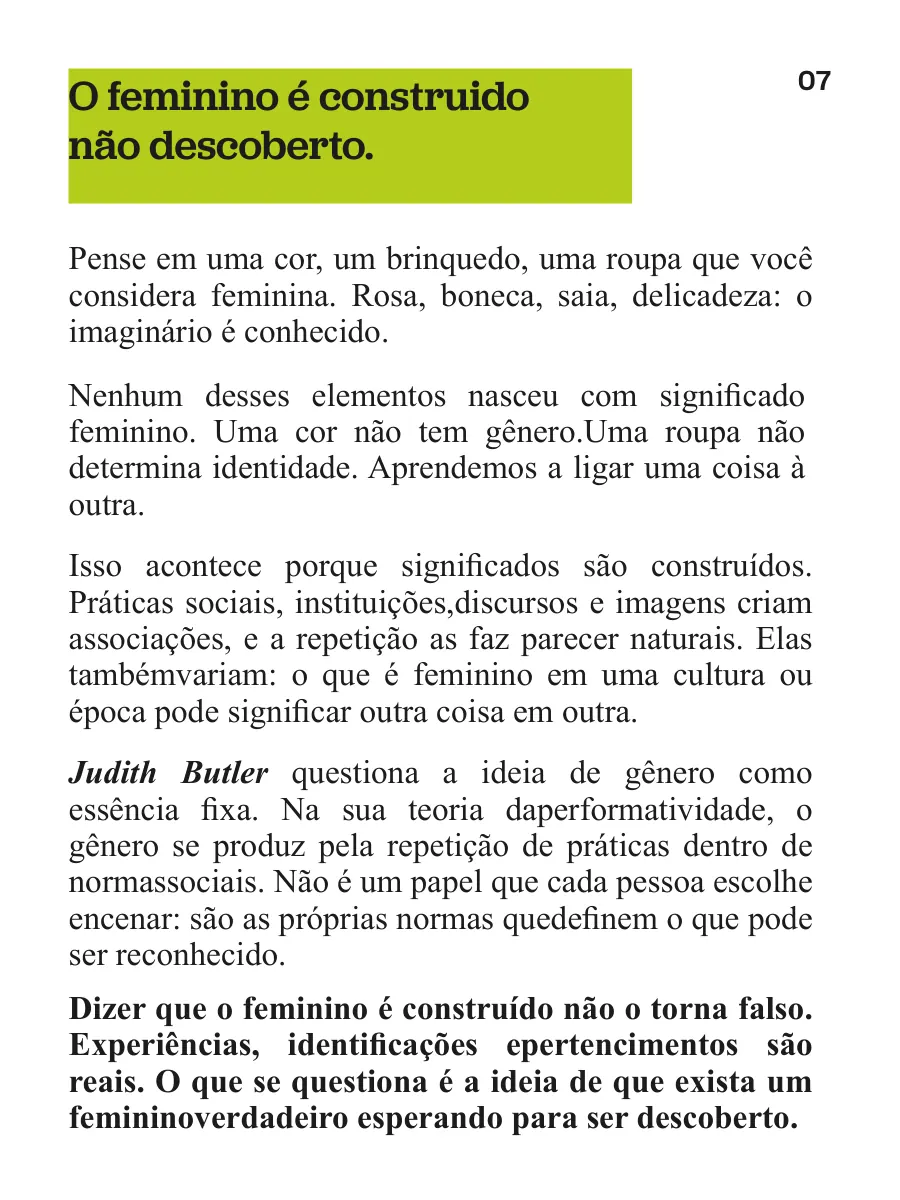 07
O feminino é construido
não descoberto.
Pense em uma cor, um brinquedo, uma roupa que você
considera feminina. Rosa, boneca, saia, delicadeza: o
imaginário é conhecido.
Nenhum desses elementos nasceu com significado
feminino. Uma cor não tem gênero.Uma roupa não
determina identidade. Aprendemos a ligar uma coisa à
outra.
Isso acontece porque significados são construídos.
Práticas sociais, instituições,discursos e imagens criam
associações, e a repetição as faz parecer naturais. Elas
tambémvariam: o que é feminino em uma cultura ou
época pode significar outra coisa em outra.
Judith Butler questiona a ideia de gênero como
essência fixa. Na sua teoria daperformatividade, o
gênero se produz pela repetição de práticas dentro de
normassociais. Não é um papel que cada pessoa escolhe
encenar: são as próprias normas quedefinem o que pode
ser reconhecido.
Dizer que o feminino é construído não o torna falso.
Experiências, identificações epertencimentos são
reais. O que se questiona é a ideia de que exista um
femininoverdadeiro esperando para ser descoberto.